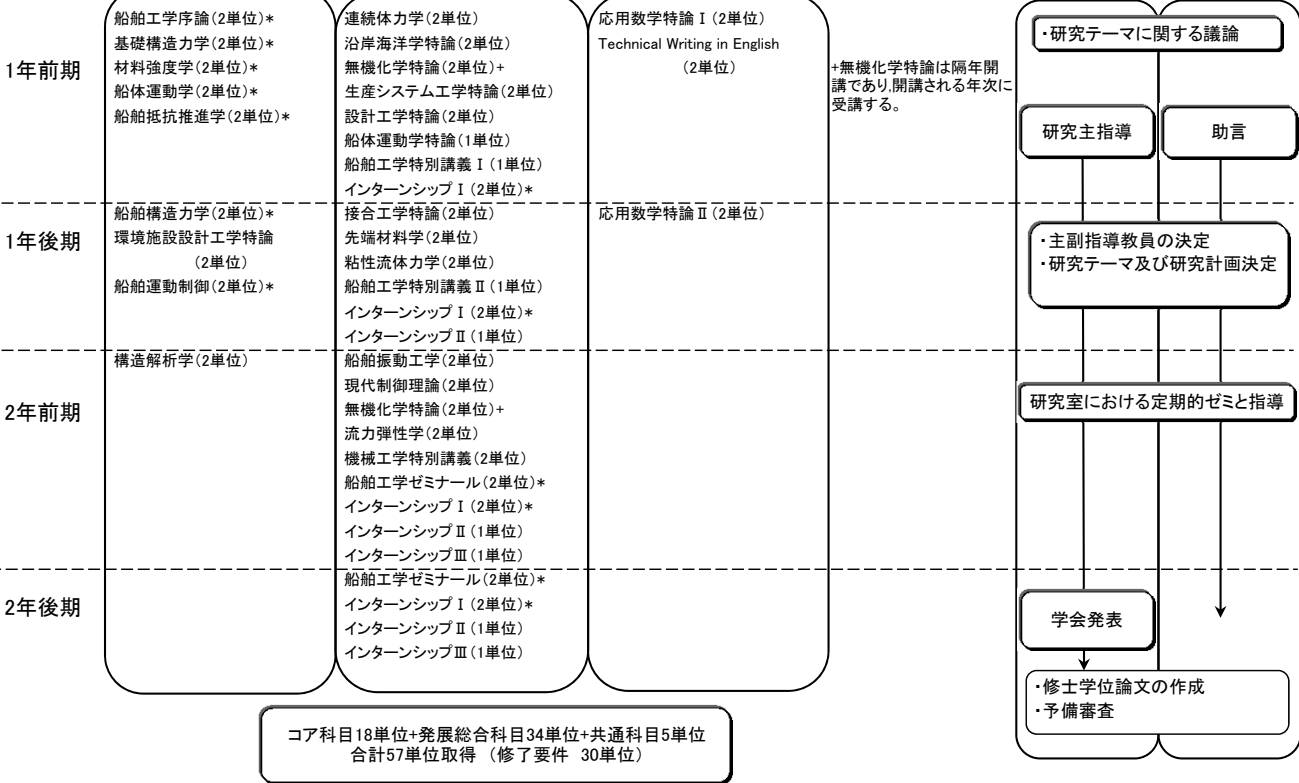 1年前期
船舶工学序論(2単位)*
基礎構造力学(2単位)*
材料強度学(2単位)*
船体運動学(2単位)*
船舶抵抗推進学(2単位)*
連続体力学(2単位)
沿岸海洋学特論(2単位)
無機化学特論(2単位)+
生産システム工学特論(2単位)
設計工学特論(2単位)
船体運動学特論(1単位)
船舶工学特別講義Ⅰ(1単位)
インターンシップⅠ(2単位)*
応用数学特論Ⅰ(2単位)
Technical Writing in English
(2単位)
+無機化学特論は隔年開
講であり,開講される年次に
受講する。
・研究テーマに関する議論
研究主指導
助言
1年後期
船舶構造力学(2単位)*
環境施設設計工学特論
(2単位)
船舶運動制御(2単位)*
接合工学特論(2単位)
先端材料学(2単位)
粘性流体力学(2単位)
船舶工学特別講義Ⅱ(1単位)
インターンシップⅠ(2単位)*
インターンシップⅡ(1単位)
応用数学特論Ⅱ(2単位)
・主副指導教員の決定
・研究テーマ及び研究計画決定
2年前期
構造解析学(2単位)
船舶振動工学(2単位)
現代制御理論(2単位)
無機化学特論(2単位)+
流力弾性学(2単位)
機械工学特別講義(2単位)
船舶工学ゼミナール(2単位)*
インターンシップⅠ(2単位)*
インターンシップⅡ(1単位)
インターンシップⅢ(1単位)
研究室における定期的ゼミと指導
2年後期
船舶工学ゼミナール(2単位)*
インターンシップⅠ(2単位)*
インターンシップⅡ(1単位)
インターンシップⅢ(1単位)
学会発表
・修士学位論文の作成
・予備審査
コア科目18単位+発展総合科目34単位+共通科目5単位
合計57単位取得 (修了要件 30単位)